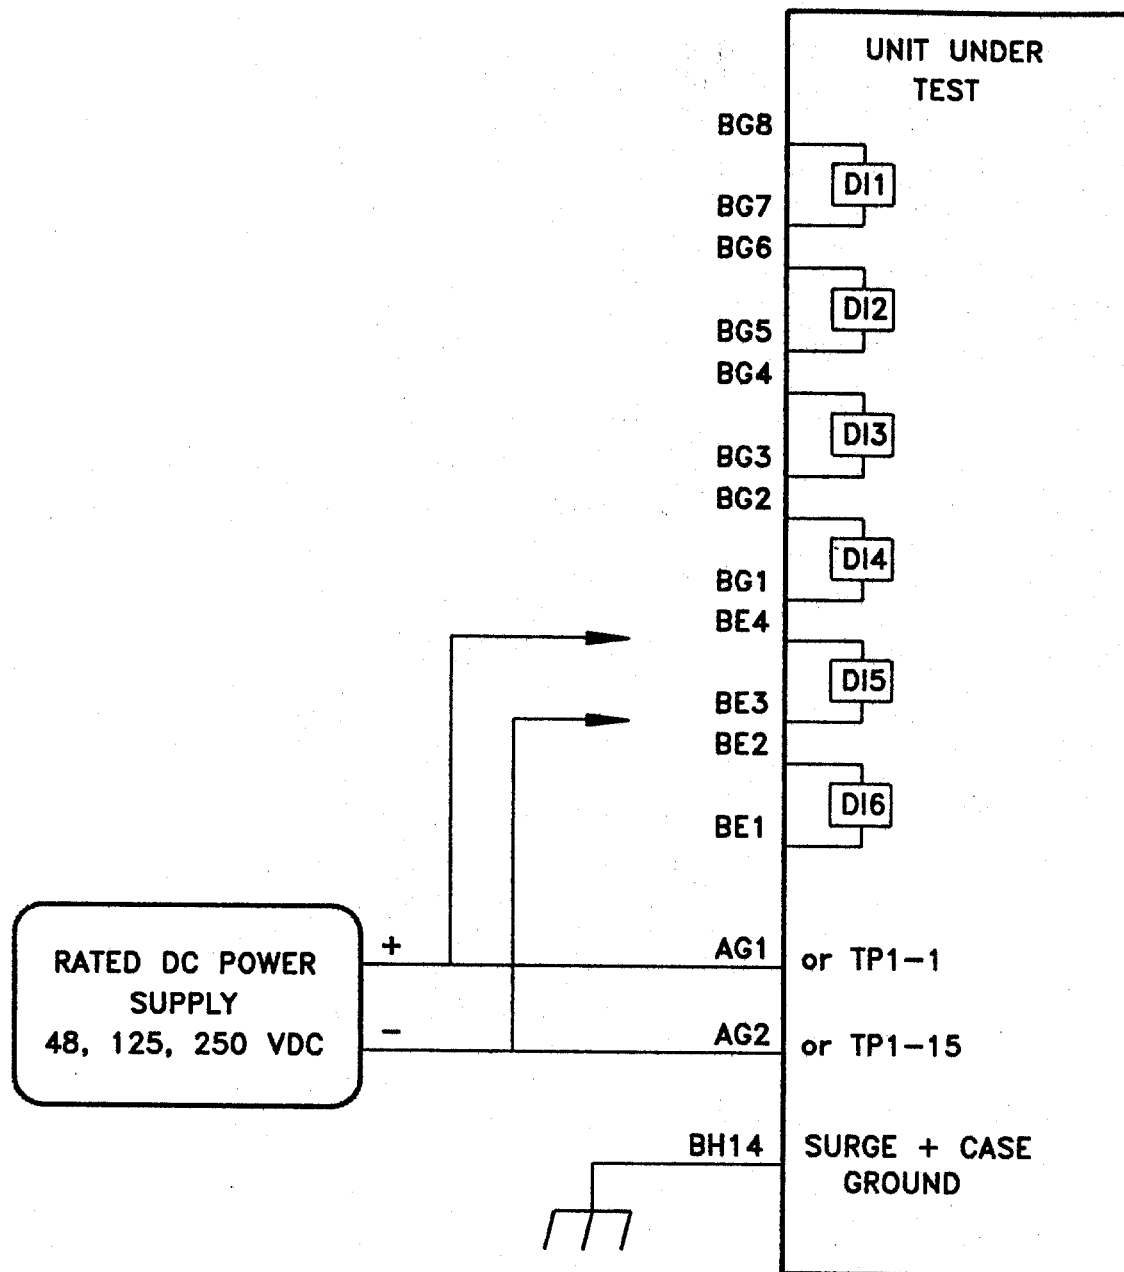 UNIT UNDER
TEST
BG8
DI1
BG7
BG6
DI2
BG5
BG4
DI3
BG3
BG2
DI4
BG1
BE4
DI5
BE3
BE2
DI6
BE1
RATED DC POWER
SUPPLY
48, 125, 250 VDC
+
AG1 or TP1-1
-
AG2 or TP1-15
BH14 SURGE + CASE
GROUND